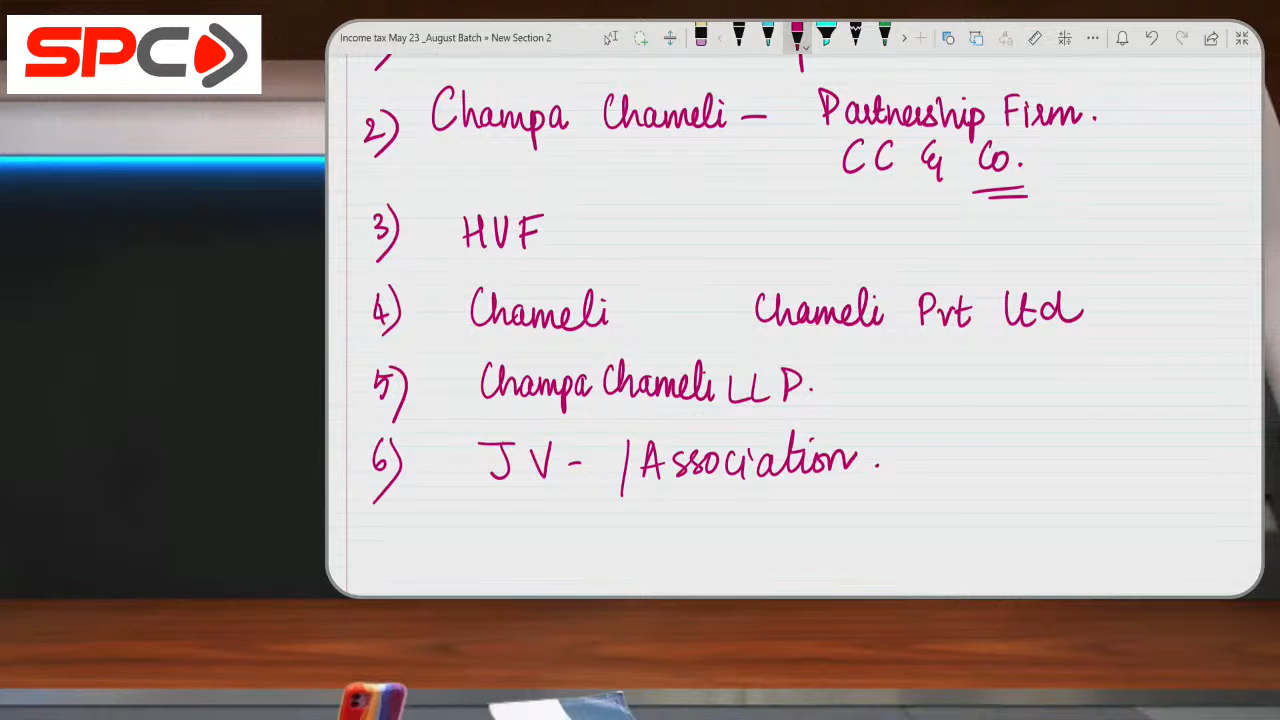 SPC
Income tax May 23 _August Batch » New Section 2
2) Champa Chameli - Partnership Firm.
CC & Co.
3) HUF
4) Chameli Chameli Pvt Ltd
5) Champa Chameli LLP.
6) JV - / Association.